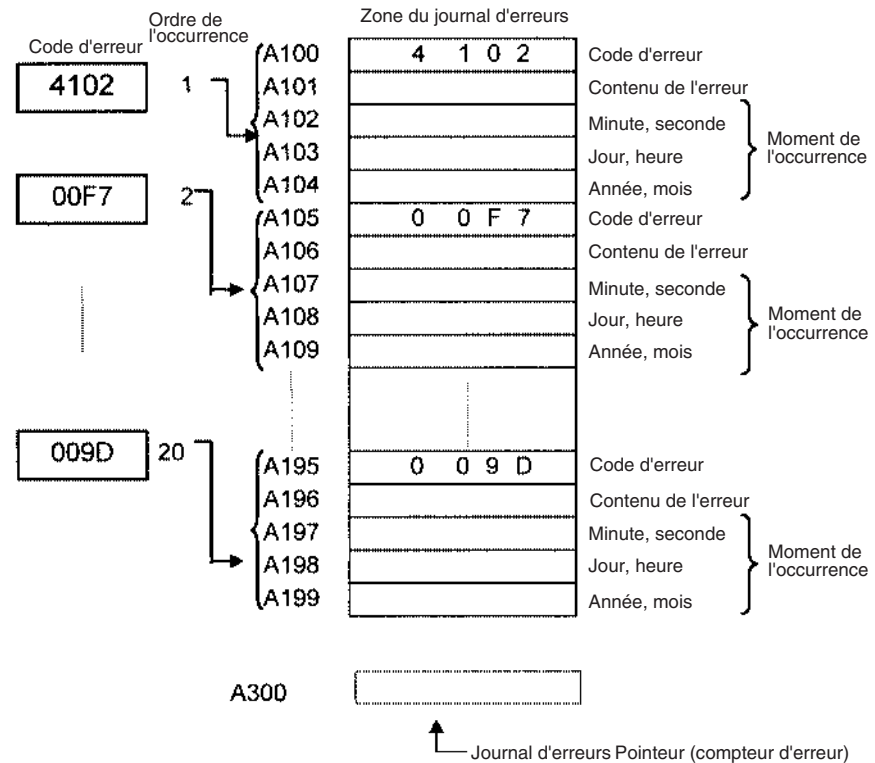 Ordre de l'occurrence
Zone du journal d'erreurs
Code d'erreur
4102
1
A100 4 1 0 2 Code d'erreur
A101 Contenu de l'erreur
A102 Minute, seconde
A103 Jour, heure
A104 Année, mois
Moment de l'occurrence
00F7
2
A105 0 0 F 7 Code d'erreur
A106 Contenu de l'erreur
A107 Minute, seconde
A108 Jour, heure
A109 Année, mois
Moment de l'occurrence
009D
20
A195 0 0 9 D Code d'erreur
A196 Contenu de l'erreur
A197 Minute, seconde
A198 Jour, heure
A199 Année, mois
Moment de l'occurrence
A300
Journal d'erreurs Pointeur (compteur d'erreur)